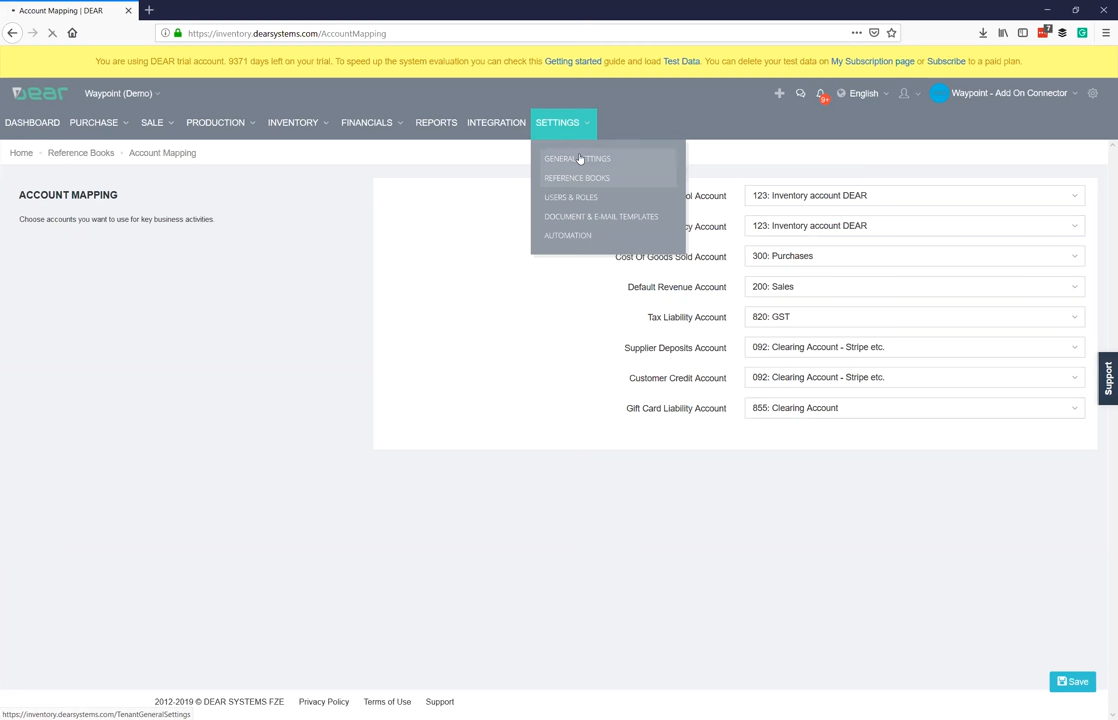 Account Mapping | DEAR
https://inventory.dearsystems.com/AccountMapping
7
You are using DEAR trial account. 9371 days left on your trial. To speed up the system evaluation you can check this Getting started guide and load Test Data. You can delete your test data on My Subscription page or Subscribe to a paid plan.
Dear
Waypoint (Demo)
9+
English
Waypoint - Add On Connector
DASHBOARD PURCHASE SALE PRODUCTION INVENTORY FINANCIALS REPORTS INTEGRATION SETTINGS
Home - Reference Books - Account Mapping
GENERAL SETTINGS
REFERENCE BOOKS
USERS & ROLES
DOCUMENT & E-MAIL TEMPLATES
AUTOMATION
ACCOUNT MAPPING
Choose accounts you want to use for key business activities.
Account 123: Inventory account DEAR
Account 123: Inventory account DEAR
Cost Of Goods Sold Account 300: Purchases
Default Revenue Account 200: Sales
Tax Liability Account 820: GST
Supplier Deposits Account 092: Clearing Account - Stripe etc.
Customer Credit Account 092: Clearing Account - Stripe etc.
Gift Card Liability Account 855: Clearing Account
Support
Save
2012-2019 © DEAR SYSTEMS FZE Privacy Policy Terms of Use Support
https://inventory.dearsystems.com/TenantGeneralSettings